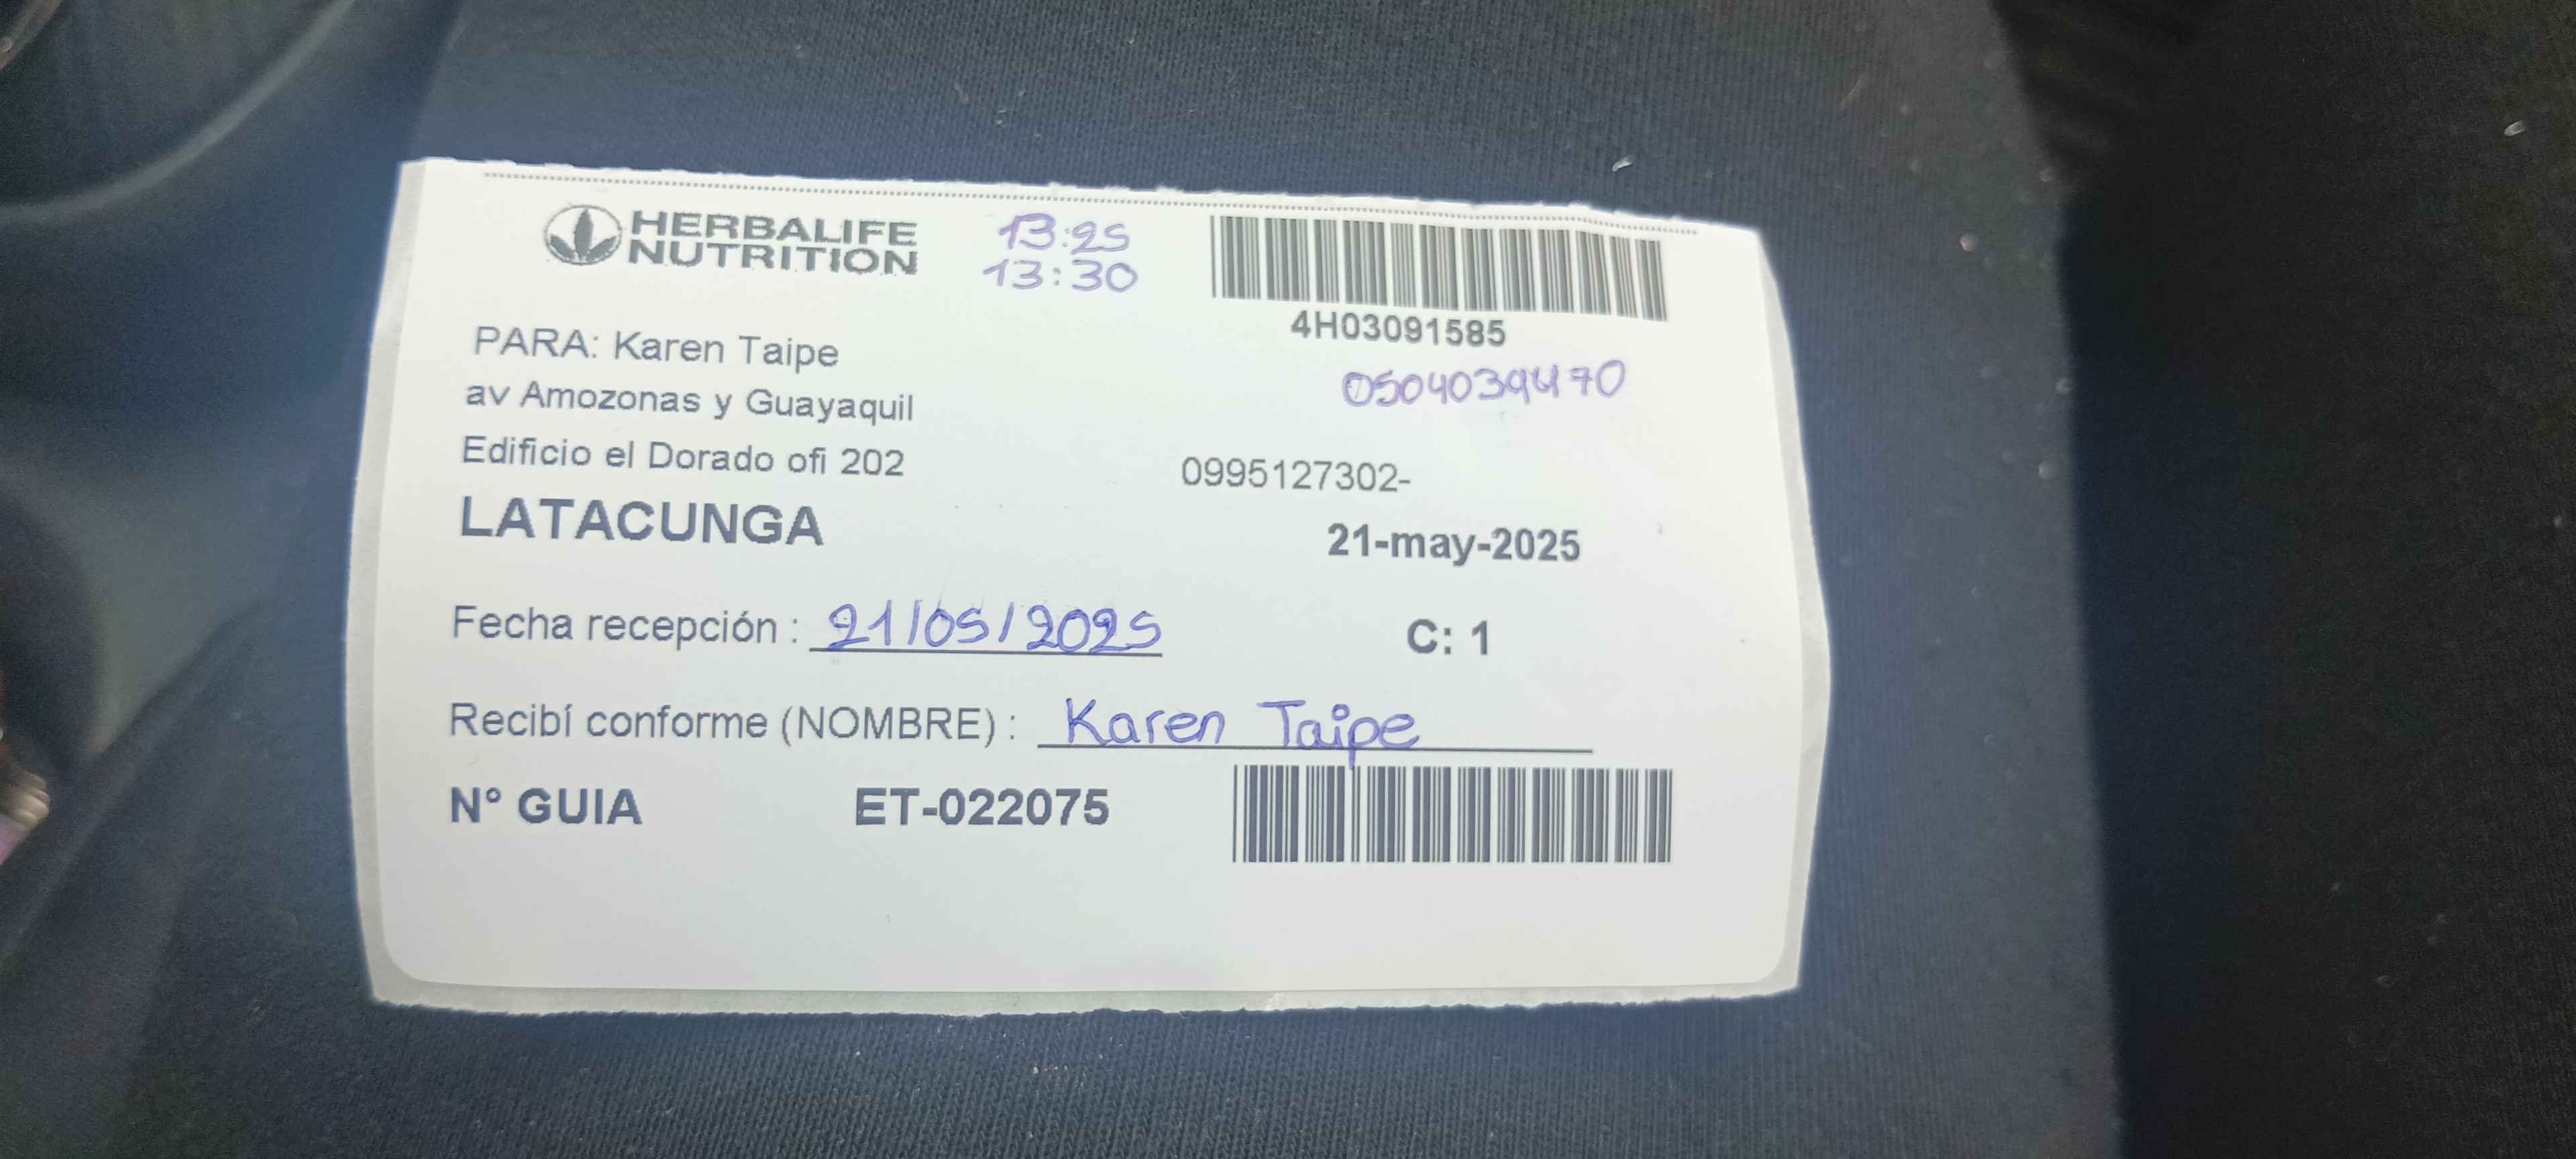 HERBALIFE
NUTRITION
13:25
13:30
4H03091585
PARA: Karen Taipe
av Amozonas y Guayaquil
Edificio el Dorado ofi 202
0995127302-
LATACUNGA
21-may-2025
Fecha recepción : 21/05/2025
C: 1
Recibí conforme (NOMBRE) : Karen Taipe
N° GUIA ET-022075